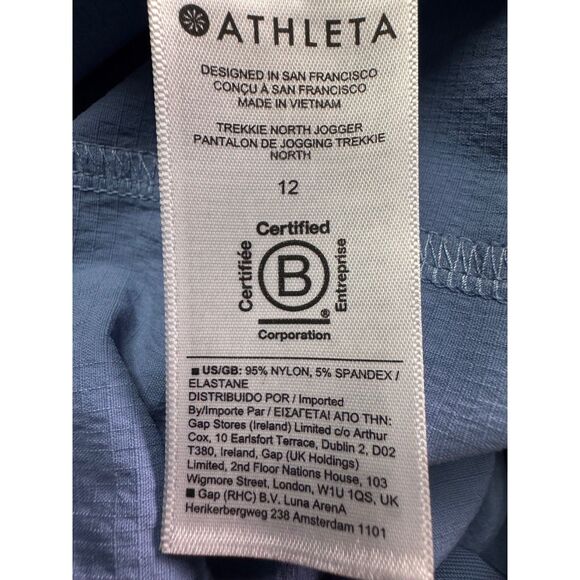 ATHLETA
DESIGNED IN SAN FRANCISCO
CONÇU À SAN FRANCISCO
MADE IN VIETNAM
TREKKIE NORTH JOGGER
PANTALON DE JOGGING TREKKIE
NORTH
12
Certified
Certifiée
B
Entreprise
®
Corporation
■ US/GB: 95% NYLON, 5% SPANDEX /
ELASTANE
DISTRIBUIDO POR / Imported
By/Importe Par / ΕΙΣΑΓΕΤΑΙ ΑΠΟ ΤΗΝ:
Gap Stores (Ireland) Limited c/o Arthur
Cox, 10 Earlsfort Terrace, Dublin 2, D02
T380, Ireland, Gap (UK Holdings)
Limited, 2nd Floor Nations House, 103
Wigmore Street, London, W1U 1QS, UK
■ Gap (RHC) B.V. Luna ArenA
Herikerbergweg 238 Amsterdam 1101